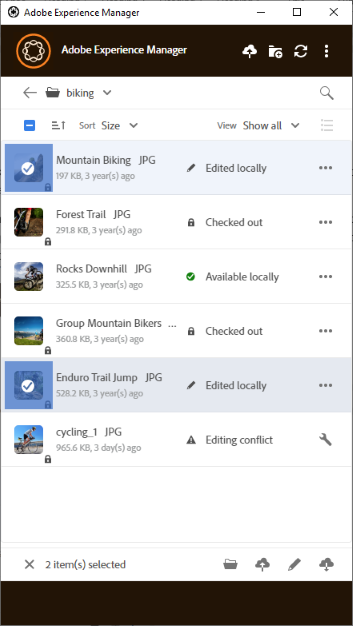 Adobe Experience Manager
Adobe Experience Manager
biking
Sort Size View Show all
Mountain Biking JPG
197 KB, 3 year(s) ago
Edited locally
Forest Trail JPG
291.8 KB, 3 year(s) ago
Checked out
Rocks Downhill JPG
325.5 KB, 3 year(s) ago
Available locally
Group Mountain Bikers ...
360.8 KB, 3 year(s) ago
Checked out
Enduro Trail Jump JPG
528.2 KB, 3 year(s) ago
Edited locally
cycling_1 JPG
965.6 KB, 3 day(s) ago
Editing conflict
2 item(s) selected